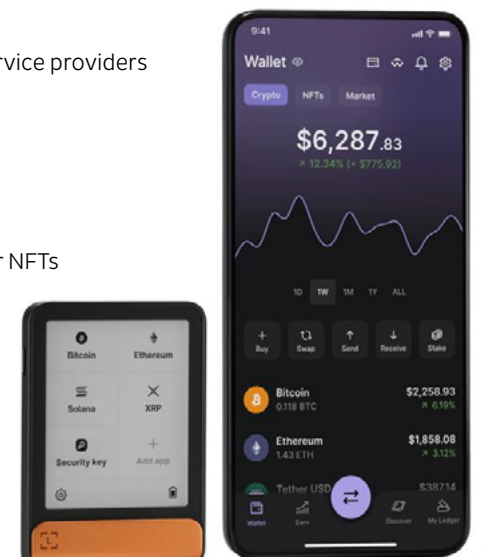 rvice providers
r NFTs
Bitcoin
Ethereum
Solana
XRP
Security key
Add app
9:41
Wallet
Crypto NFTs Market
$6,287.83
12.34% (+ $775.92)
1D 1W 1M 1Y ALL
Buy Swap Send Receive Stake
Bitcoin $2,258.93
0.118 BTC 6.19%
Ethereum $1,858.08
1.43 ETH 3.12%
Tether USD $387.14
Wallet Earn Discover My Ledger